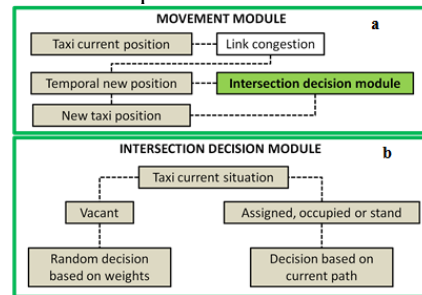 MOVEMENT MODULE
a
Taxi current position
Link congestion
Temporal new position
Intersection decision module
New taxi position
INTERSECTION DECISION MODULE
b
Taxi current situation
Vacant
Assigned, occupied or stand
Random decision
based on weights
Decision based on
current path